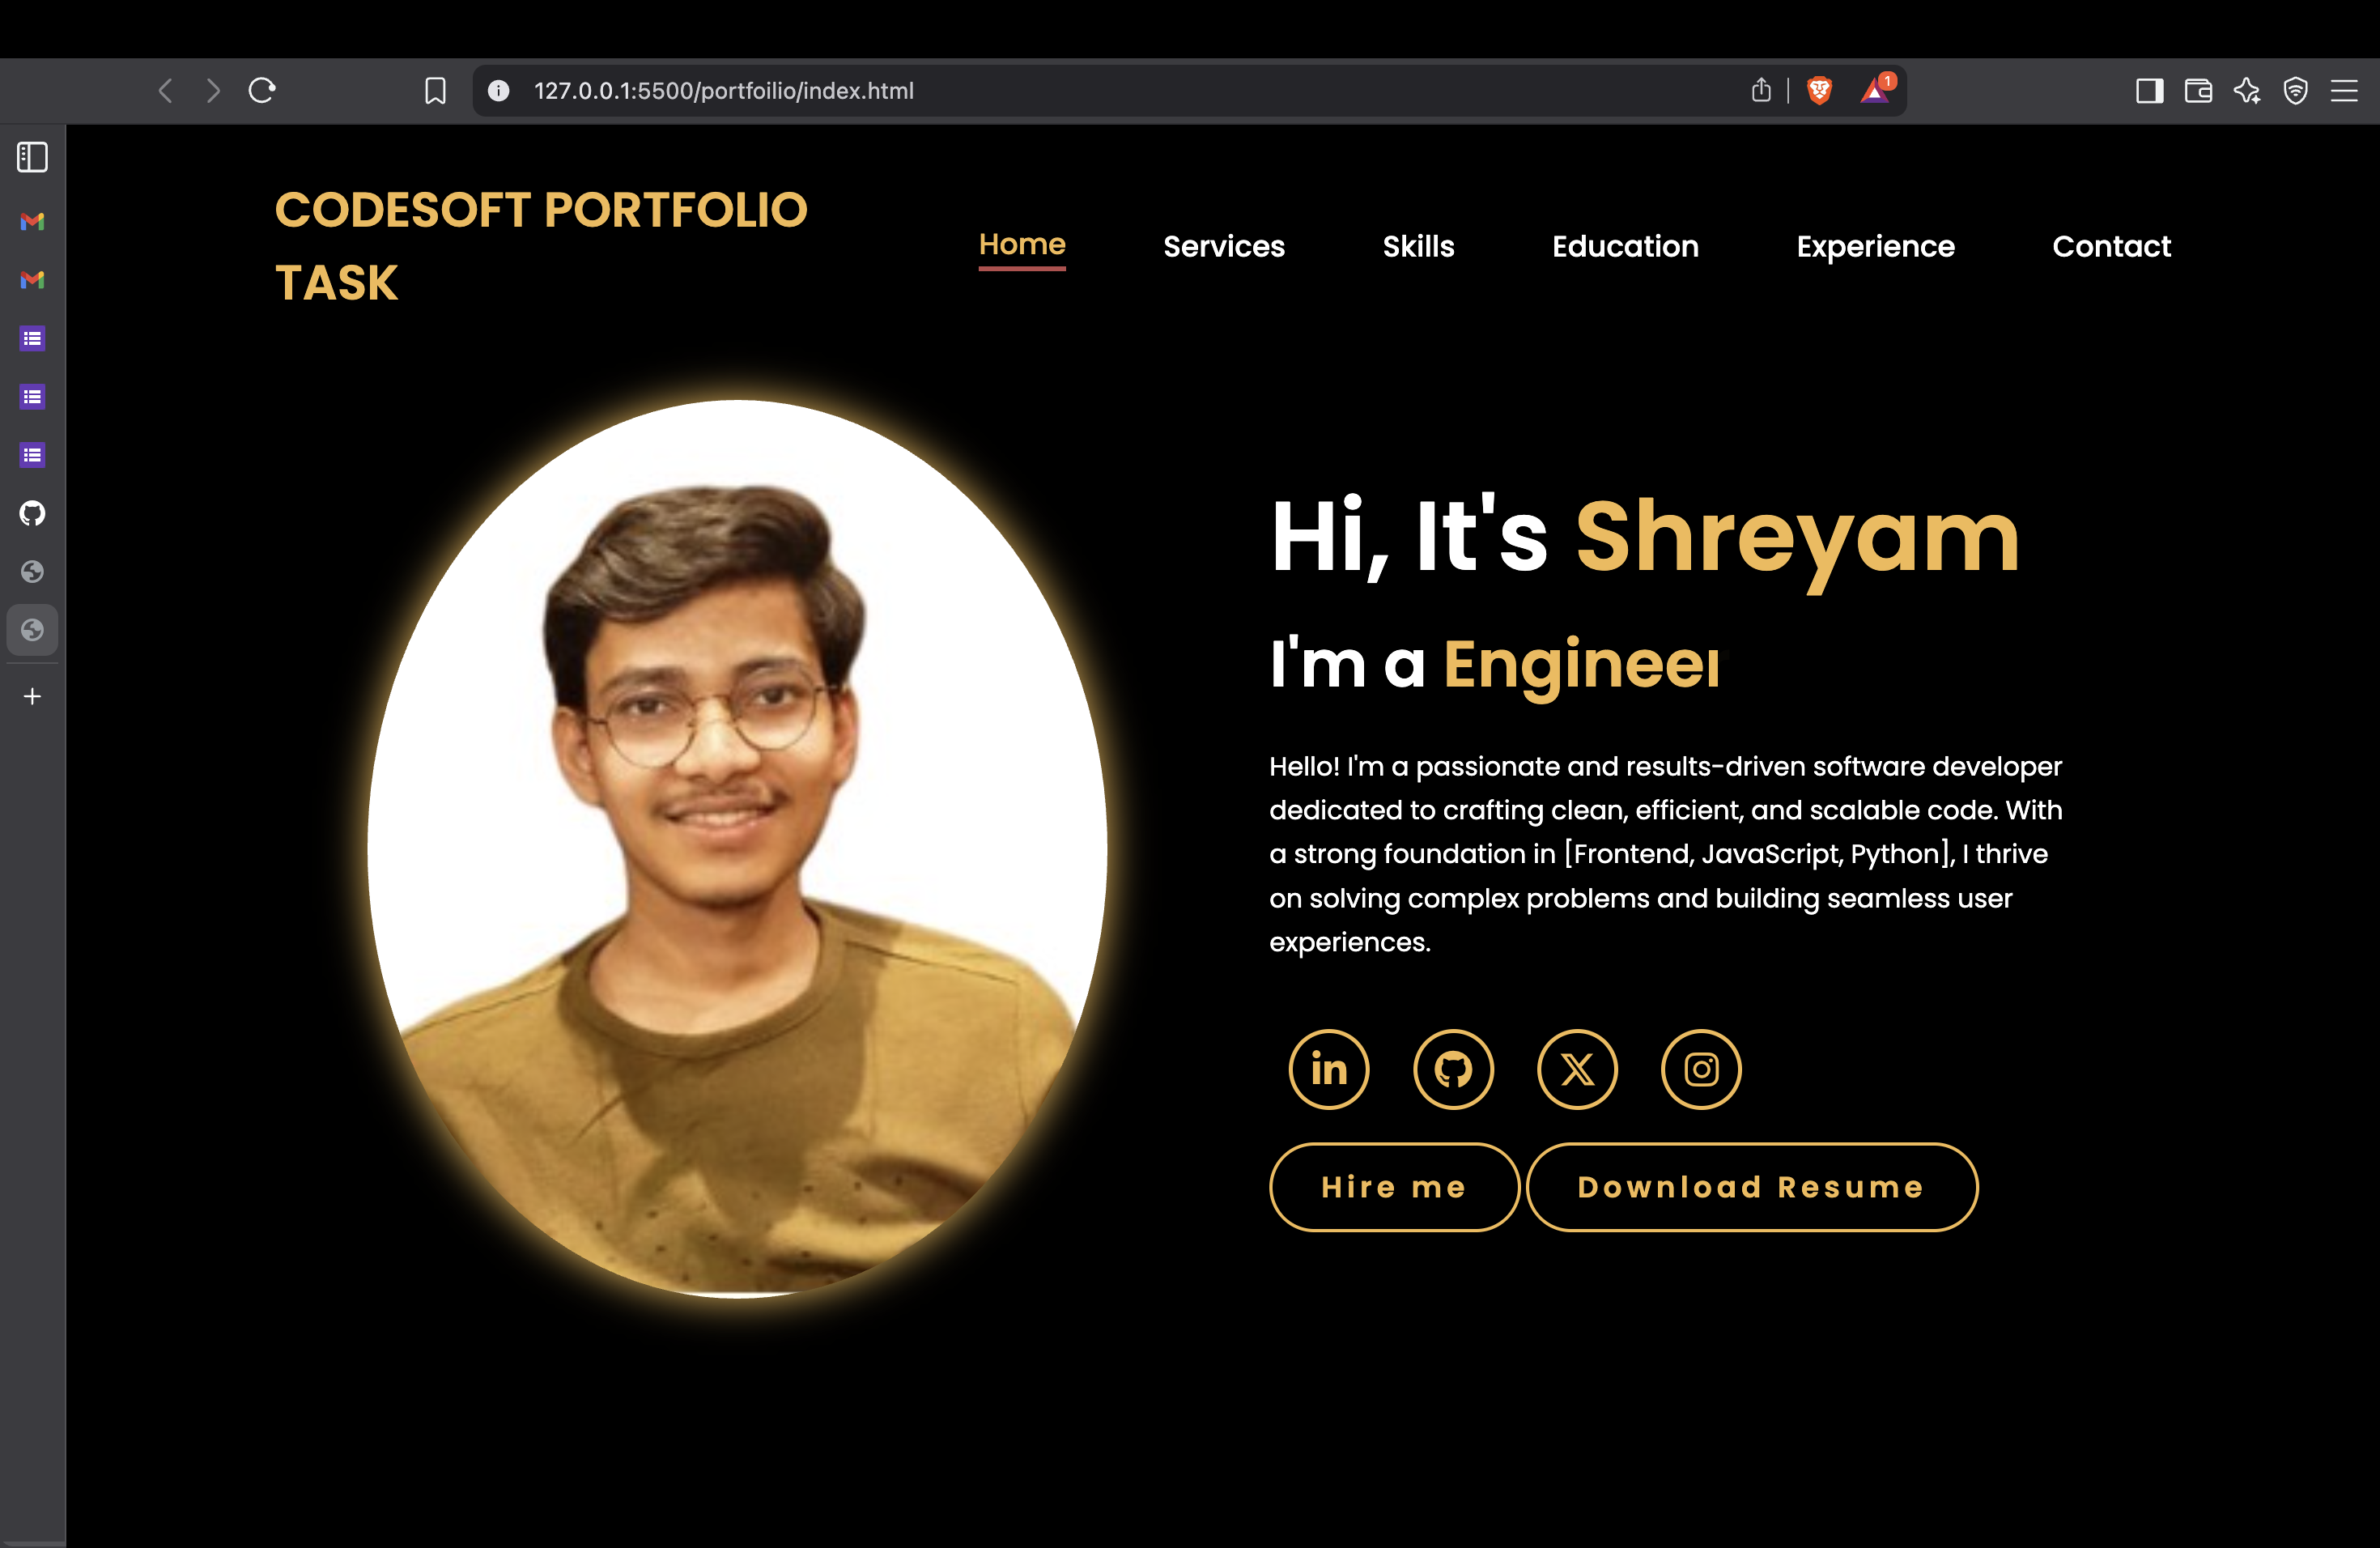 127.0.0.1:5500/portfoilio/index.html
1
CODESOFT PORTFOLIO
TASK
Home Services Skills Education Experience Contact
Hi, It's Shreyam
I'm a Engineer
Hello! I'm a passionate and results-driven software developer
dedicated to crafting clean, efficient, and scalable code. With
a strong foundation in [Frontend, JavaScript, Python], I thrive
on solving complex problems and building seamless user
experiences.
in
X
Hire me Download Resume